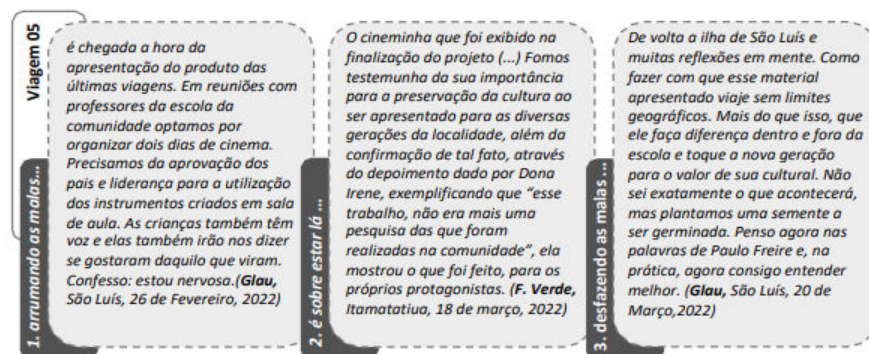 Viagem 05
1. arrumando as malas...
é chegada a hora da
apresentação do produto das
últimas viagens. Em reuniões com
professores da escola da
comunidade optamos por
organizar dois dias de cinema.
Precisamos da aprovação dos
pais e liderança para a utilização
dos instrumentos criados em sala
de aula. As crianças também têm
voz e elas também irão nos dizer
se gostaram daquilo que viram.
Confesso: estou nervosa.(Glau,
São Luís, 26 de Fevereiro, 2022)
2. é sobre estar lá ...
O cineminha que foi exibido na
finalização do projeto (...) Fomos
testemunha da sua importância
para a preservação da cultura ao
ser apresentado para as diversas
gerações da localidade, além da
confirmação de tal fato, através
do depoimento dado por Dona
Irene, exemplificando que “esse
trabalho, não era mais uma
pesquisa das que foram
realizadas na comunidade”, ela
mostrou o que foi feito, para os
próprios protagonistas. (F. Verde,
Itamatatiua, 18 de março, 2022)
3. desfazendo as malas ...
De volta a ilha de São Luís e
muitas reflexões em mente. Como
fazer com que esse material
apresentado viaje sem limites
geográficos. Mais do que isso, que
ele faça diferença dentro e fora da
escola e toque a nova geração
para o valor de sua cultural. Não
sei exatamente o que acontecerá,
mas plantamos uma semente a
ser germinada. Penso agora nas
palavras de Paulo Freire e, na
prática, agora consigo entender
melhor. (Glau, São Luís, 20 de
Março,2022)